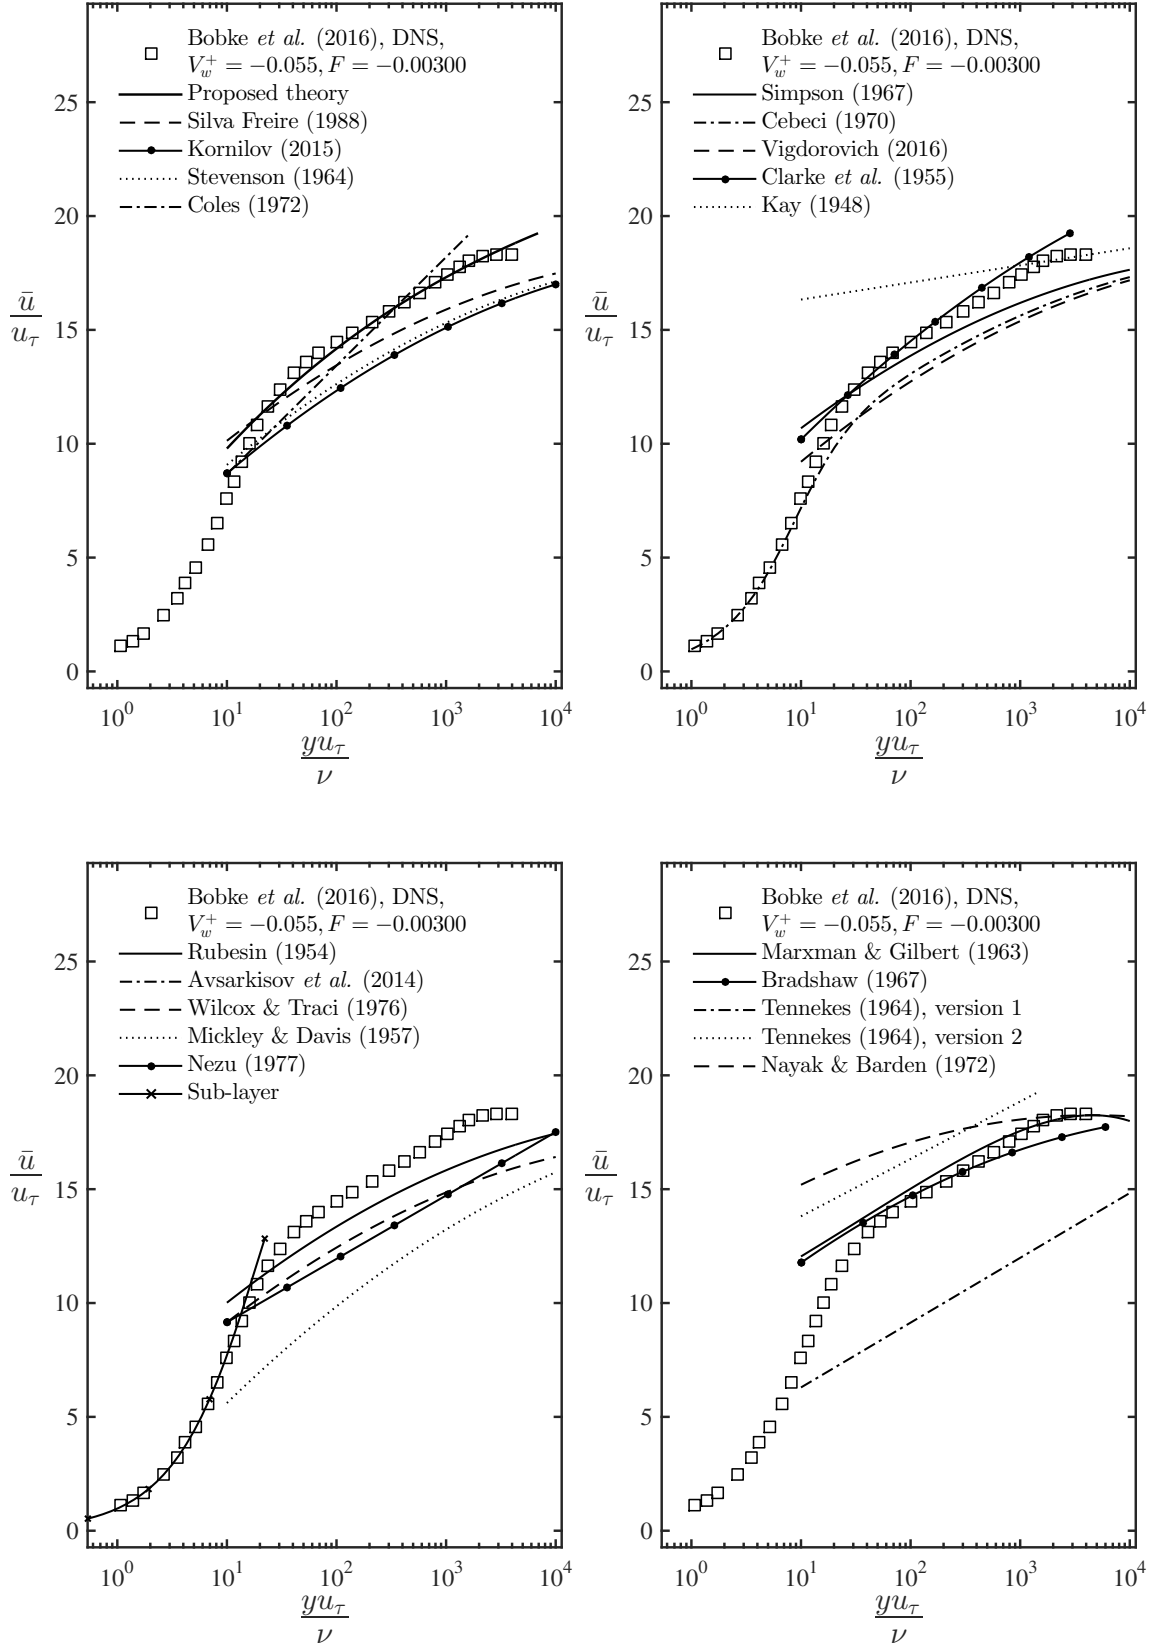 Bobke et al. (2016), DNS,
V_w^+ = −0.055, F = −0.00300
Proposed theory
Silva Freire (1988)
Kornilov (2015)
Stevenson (1964)
Coles (1972)
25
20
15
10
5
0
ū/u_τ
10^0 10^1 10^2 10^3 10^4
yu_τ/ν
Bobke et al. (2016), DNS,
V_w^+ = −0.055, F = −0.00300
Simpson (1967)
Cebeci (1970)
Vigdorovich (2016)
Clarke et al. (1955)
Kay (1948)
25
20
15
10
5
0
ū/u_τ
10^0 10^1 10^2 10^3 10^4
yu_τ/ν
Bobke et al. (2016), DNS,
V_w^+ = −0.055, F = −0.00300
Rubesin (1954)
Avsarkisov et al. (2014)
Wilcox & Traci (1976)
Mickley & Davis (1957)
Nezu (1977)
Sub-layer
25
20
15
10
5
0
ū/u_τ
10^0 10^1 10^2 10^3 10^4
yu_τ/ν
Bobke et al. (2016), DNS,
V_w^+ = −0.055, F = −0.00300
Marxman & Gilbert (1963)
Bradshaw (1967)
Tennekes (1964), version 1
Tennekes (1964), version 2
Nayak & Barden (1972)
25
20
15
10
5
0
ū/u_τ
10^0 10^1 10^2 10^3 10^4
yu_τ/ν